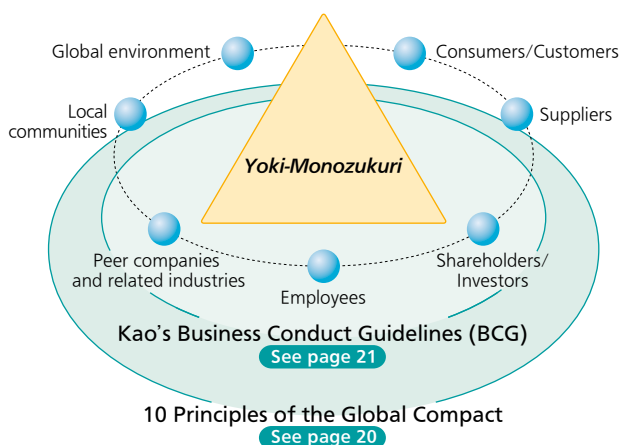 Global environment
Consumers/Customers
Local
communities
Suppliers
Yoki-Monozukuri
Peer companies
and related industries
Shareholders/
Investors
Employees
Kao's Business Conduct Guidelines (BCG)
See page 21
10 Principles of the Global Compact
See page 20